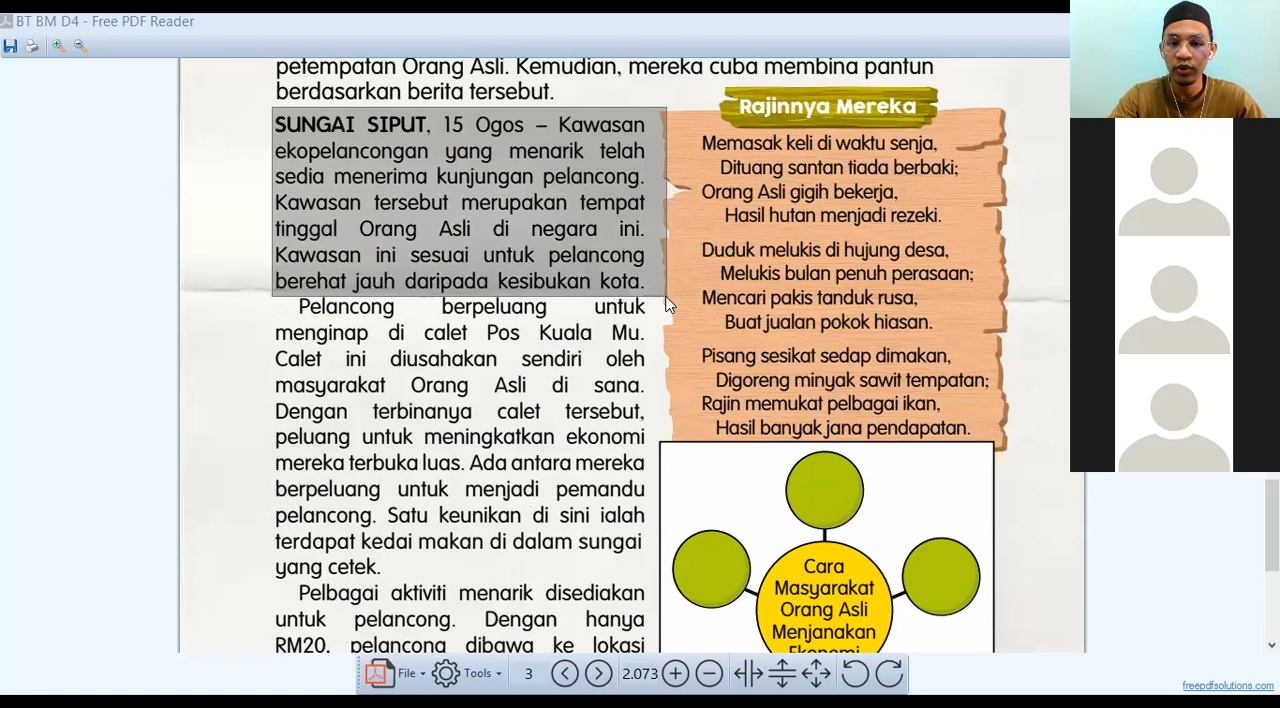 BT BM D4 - Free PDF Reader
petempatan Orang Asli. Kemudian, mereka cuba membina pantun
berdasarkan berita tersebut.
SUNGAI SIPUT, 15 Ogos – Kawasan
ekopelancongan yang menarik telah
sedia menerima kunjungan pelancong.
Kawasan tersebut merupakan tempat
tinggal Orang Asli di negara ini.
Kawasan ini sesuai untuk pelancong
berehat jauh daripada kesibukan kota.
Pelancong berpeluang untuk
menginap di calet Pos Kuala Mu.
Calet ini diusahakan sendiri oleh
masyarakat Orang Asli di sana.
Dengan terbinanya calet tersebut,
peluang untuk meningkatkan ekonomi
mereka terbuka luas. Ada antara mereka
berpeluang untuk menjadi pemandu
pelancong. Satu keunikan di sini ialah
terdapat kedai makan di dalam sungai
yang cetek.
Pelbagai aktiviti menarik disediakan
untuk pelancong. Dengan hanya
RM20, pelancong dibawa ke lokasi
Rajinnya Mereka
Memasak keli di waktu senja,
Dituang santan tiada berbaki;
Orang Asli gigih bekerja,
Hasil hutan menjadi rezeki.
Duduk melukis di hujung desa,
Melukis bulan penuh perasaan;
Mencari pakis tanduk rusa,
Buat jualan pokok hiasan.
Pisang sesikat sedap dimakan,
Digoreng minyak sawit tempatan;
Rajin memukat pelbagai ikan,
Hasil banyak jana pendapatan.
Cara
Masyarakat
Orang Asli
Menjanakan
Ekonomi
File
Tools
3
2.073
freepdfsolutions.com